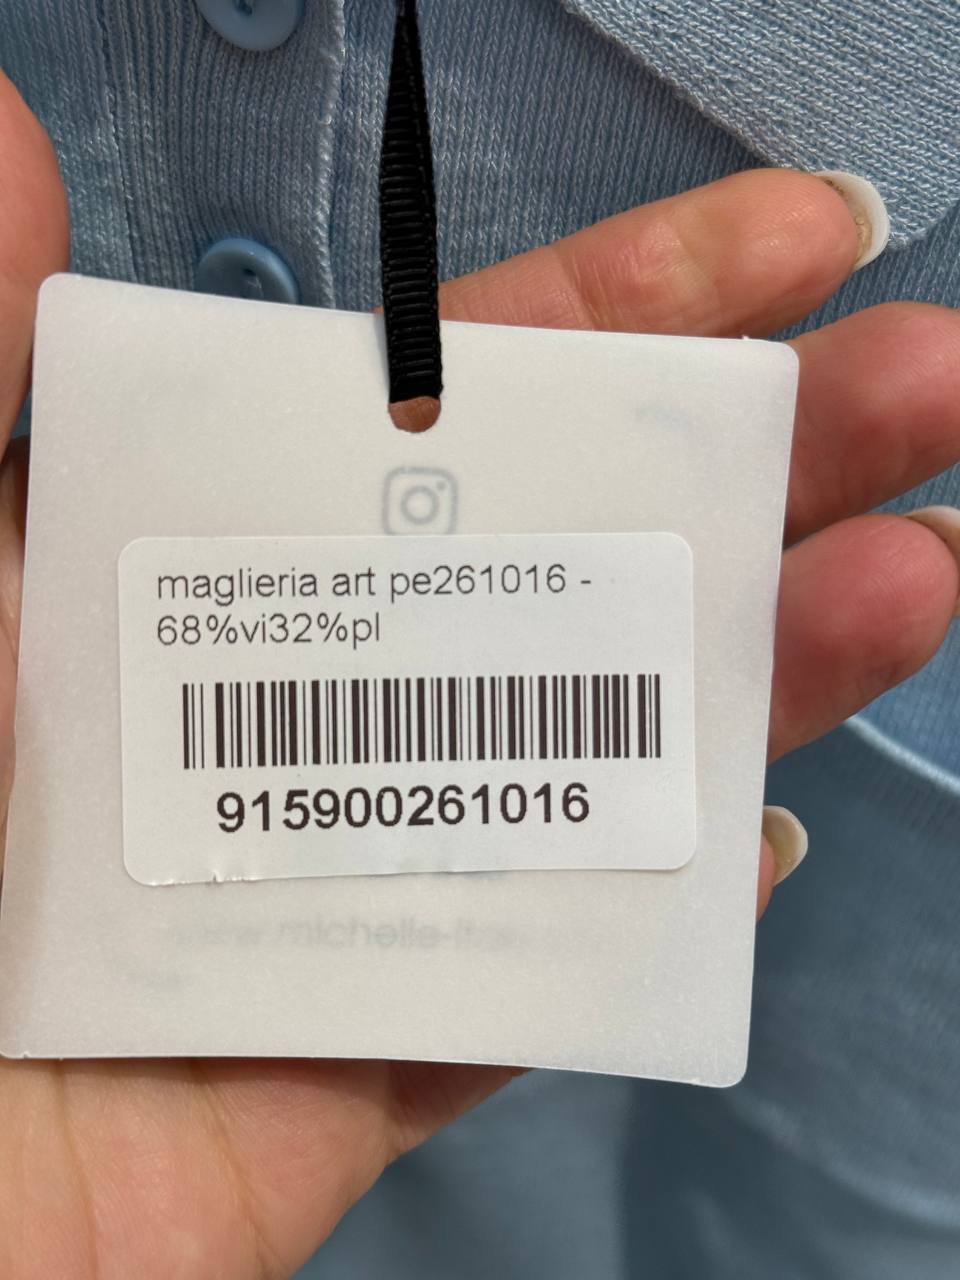 maglieria art pe261016 -
68%vi32%pl
915900261016